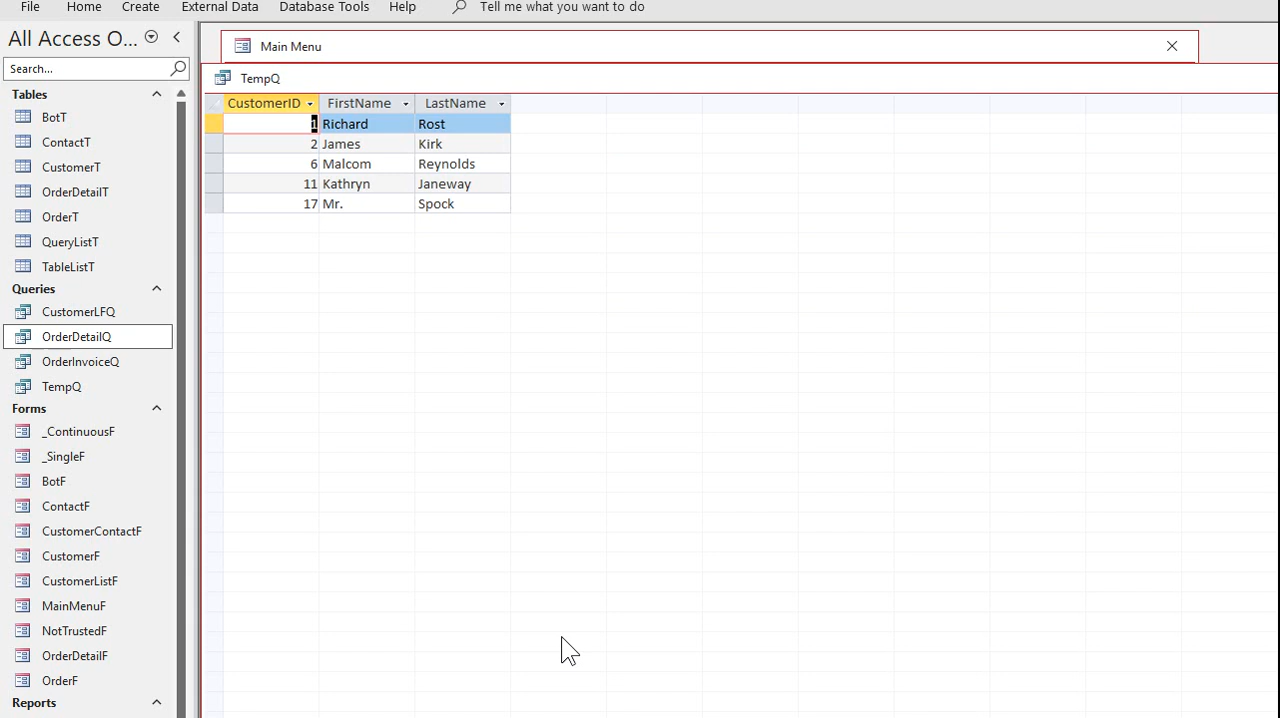 File Home Create External Data Database Tools Help Tell me what you want to do
All Access O...
Search...
Tables
BotT
ContactT
CustomerT
OrderDetailT
OrderT
QueryListT
TableListT
Queries
CustomerLFQ
OrderDetailQ
OrderInvoiceQ
TempQ
Forms
_ContinuousF
_SingleF
BotF
ContactF
CustomerContactF
CustomerF
CustomerListF
MainMenuF
NotTrustedF
OrderDetailF
OrderF
Reports
Main Menu
TempQ
CustomerID FirstName LastName
1 Richard Rost
2 James Kirk
6 Malcom Reynolds
11 Kathryn Janeway
17 Mr. Spock